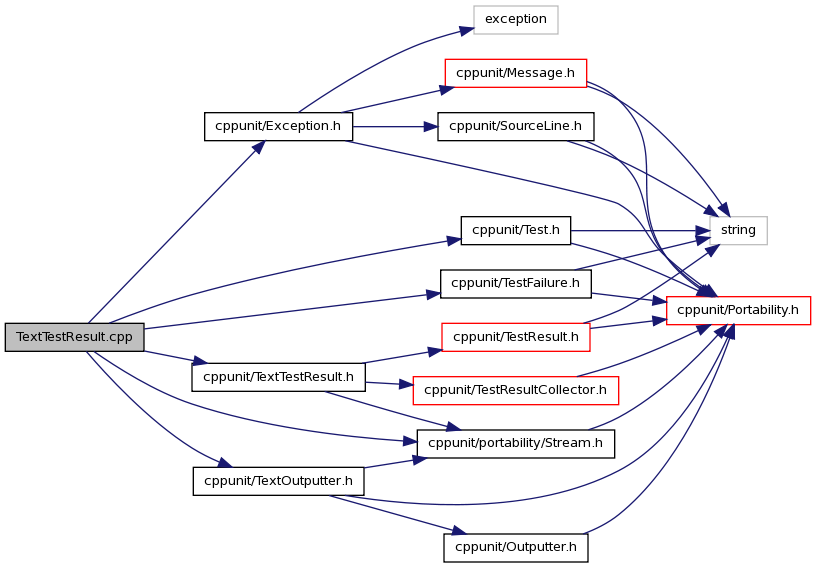 exception
cppunit/Message.h
cppunit/Exception.h
cppunit/SourceLine.h
cppunit/Test.h
string
cppunit/TestFailure.h
cppunit/Portability.h
TextTestResult.cpp
cppunit/TestResult.h
cppunit/TextTestResult.h
cppunit/TestResultCollector.h
cppunit/portability/Stream.h
cppunit/TextOutputter.h
cppunit/Outputter.h